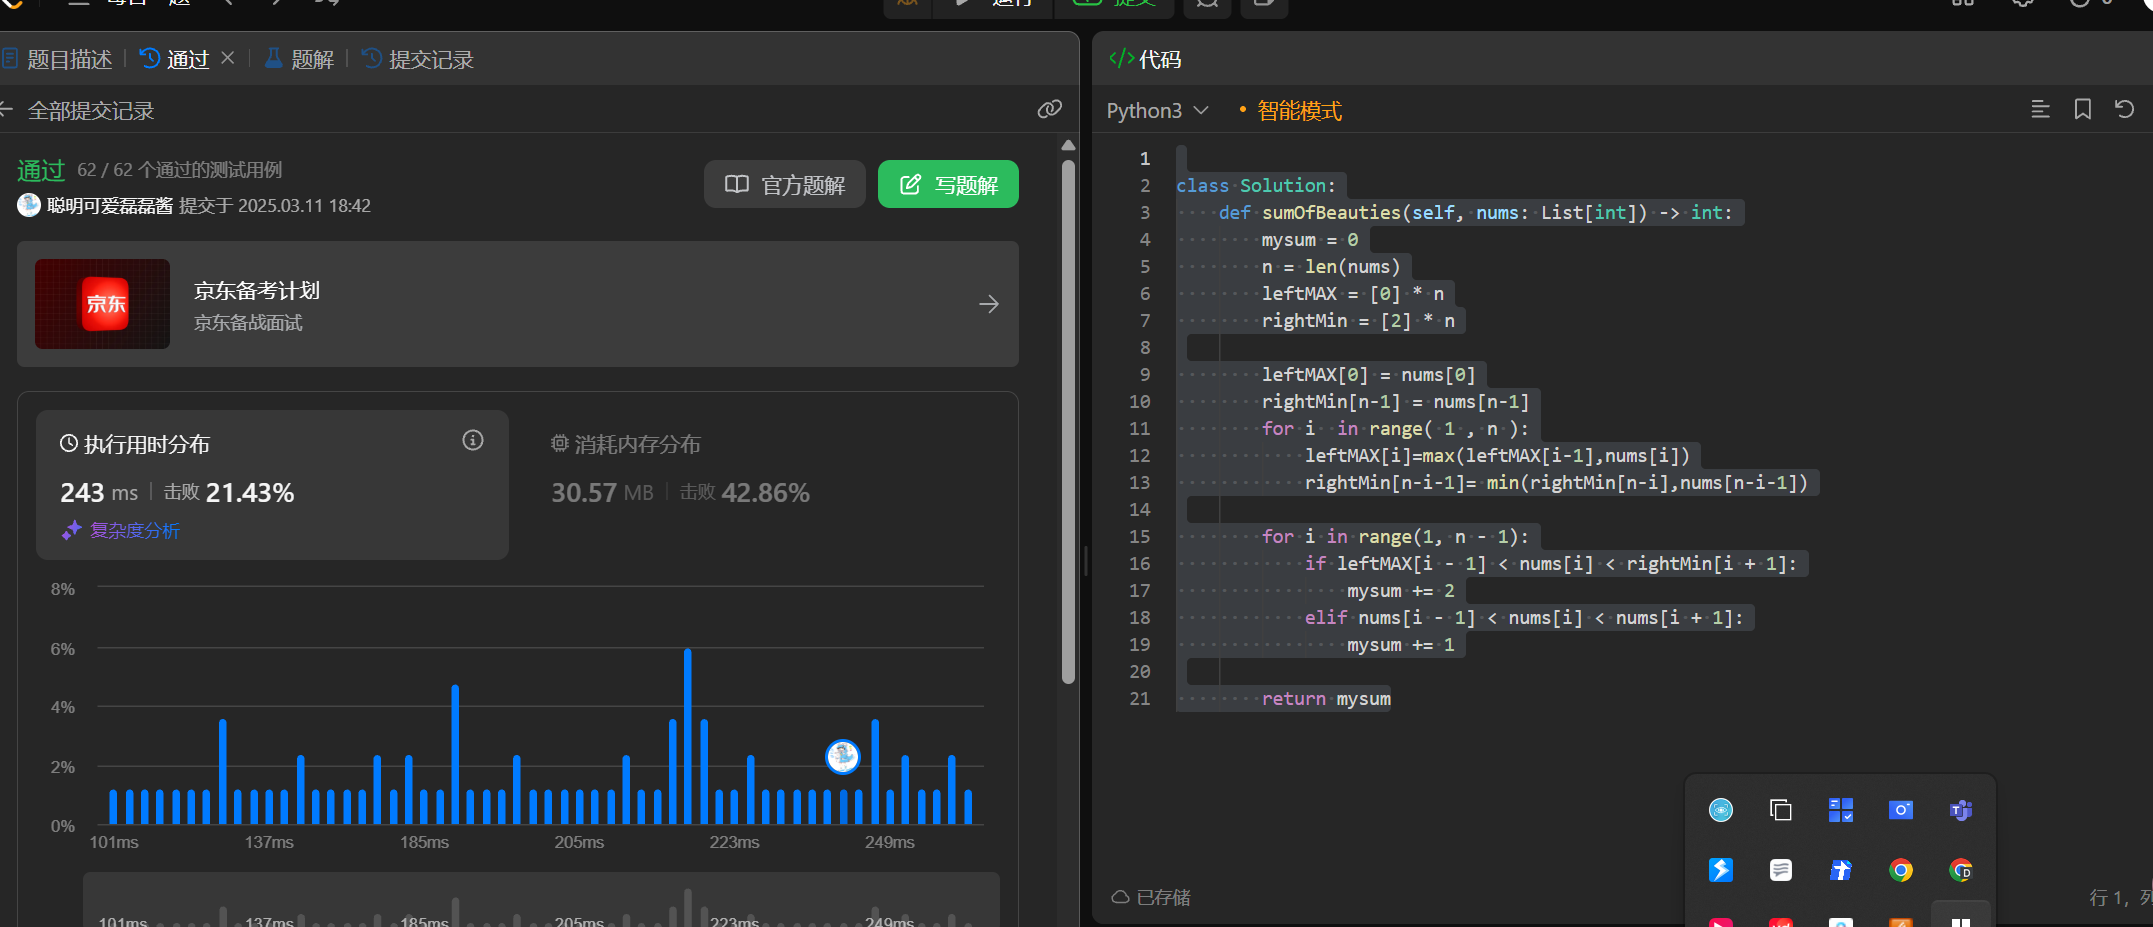 题目描述
通过
题解
提交记录
全部提交记录
通过 62 / 62 个通过的测试用例
聪明可爱磊磊酱 提交于 2025.03.11 18:42
官方题解
写题解
京东
京东备考计划
京东备战面试
执行用时分布
243 ms 击败 21.43%
复杂度分析
消耗内存分布
30.57 MB 击败 42.86%
8%
6%
4%
2%
0%
101ms 137ms 185ms 205ms 223ms 249ms
101ms 137ms 185ms 205ms 223ms 249ms
</> 代码
Python3 智能模式
1
2 class Solution:
3     def sumOfBeauties(self, nums: List[int]) -> int:
4         mysum = 0
5         n = len(nums)
6         leftMAX = [0] * n
7         rightMin = [2] * n
8
9         leftMAX[0] = nums[0]
10         rightMin[n-1] = nums[n-1]
11         for i  in range( 1 , n ):
12             leftMAX[i]=max(leftMAX[i-1],nums[i])
13             rightMin[n-i-1]= min(rightMin[n-i],nums[n-i-1])
14
15         for i in range(1, n - 1):
16             if leftMAX[i - 1] < nums[i] < rightMin[i + 1]:
17                 mysum += 2
18             elif nums[i - 1] < nums[i] < nums[i + 1]:
19                 mysum += 1
20
21         return mysum
已存储
行 1,